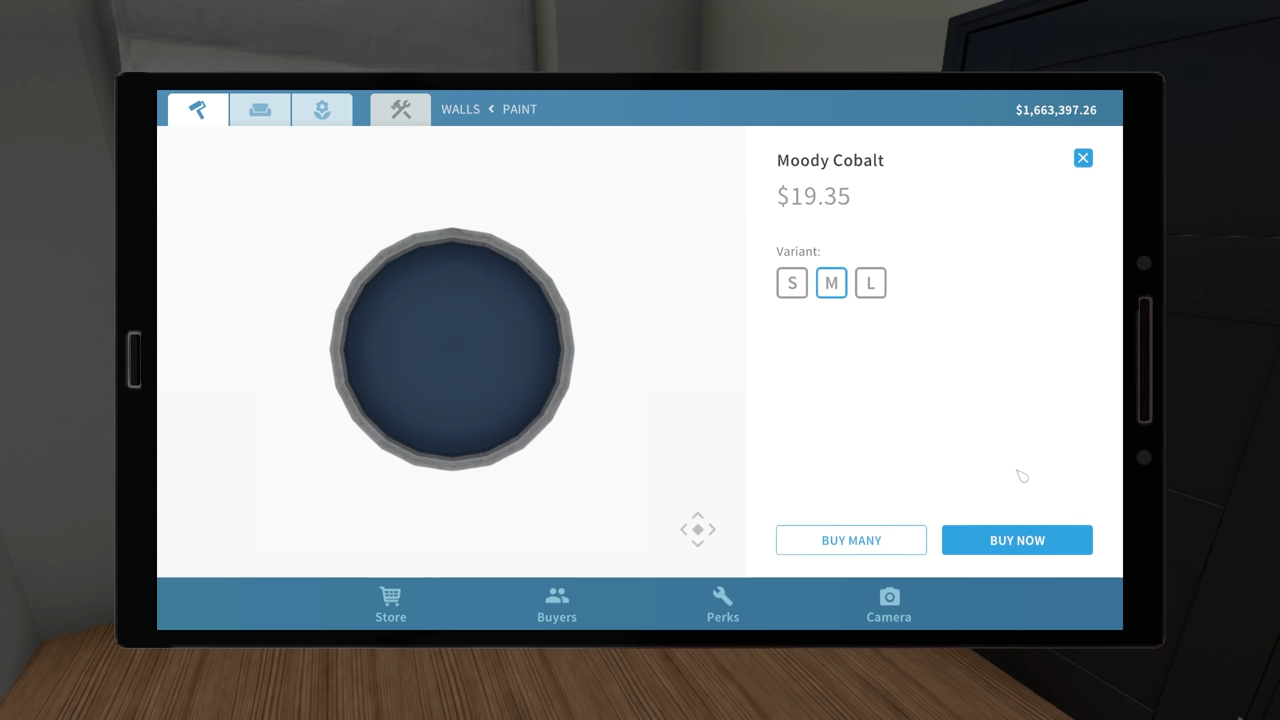 WALLS < PAINT
$1,663,397.26
Moody Cobalt
$19.35
Variant:
S M L
BUY MANY
BUY NOW
Store
Buyers
Perks
Camera